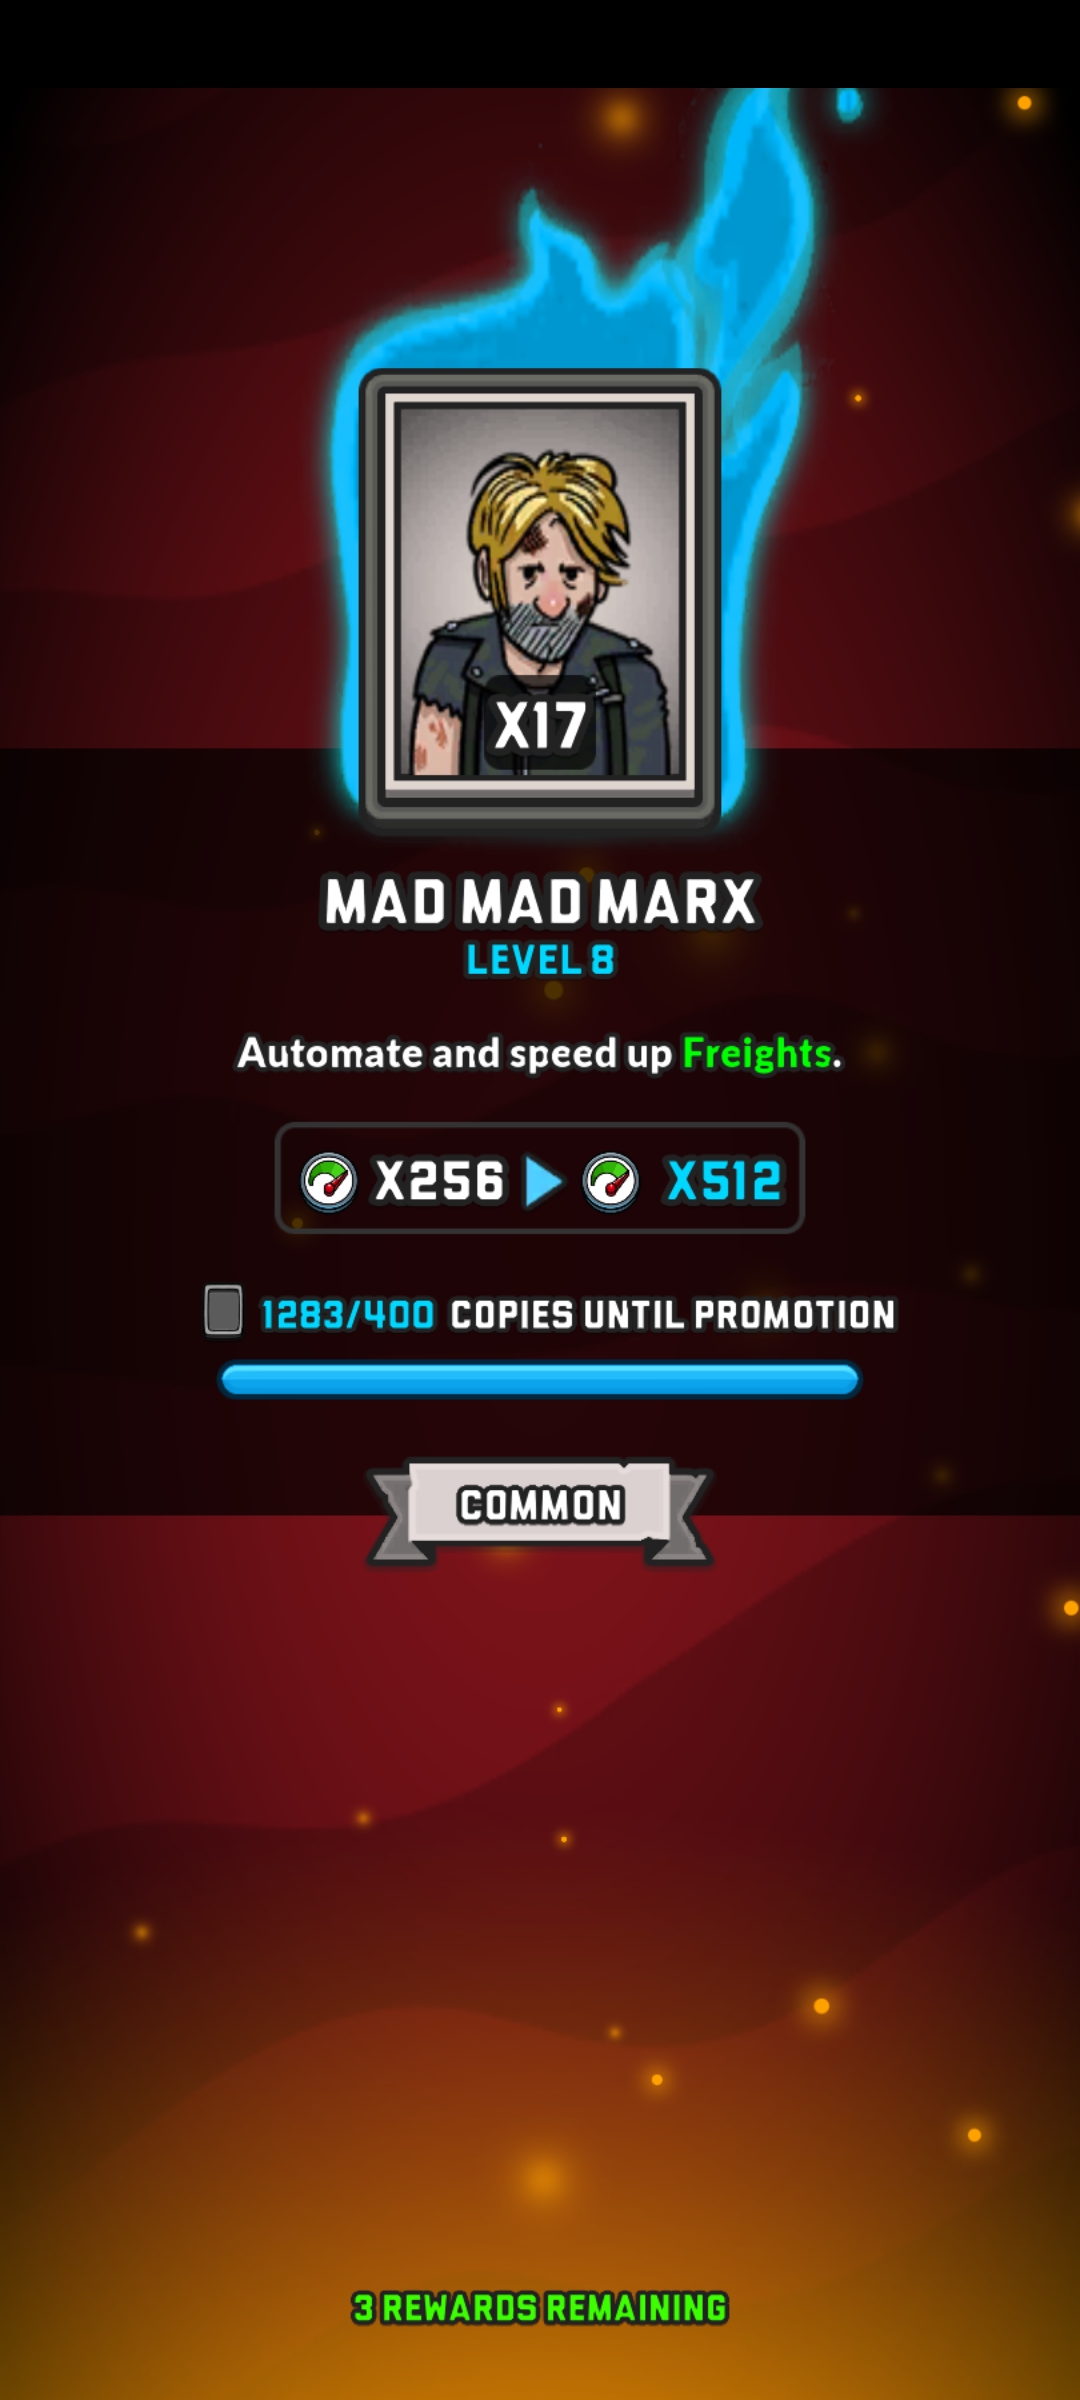 X17
MAD MAD MARX
LEVEL 8
Automate and speed up Freights.
X256 X512
1283/400 COPIES UNTIL PROMOTION
COMMON
3 REWARDS REMAINING